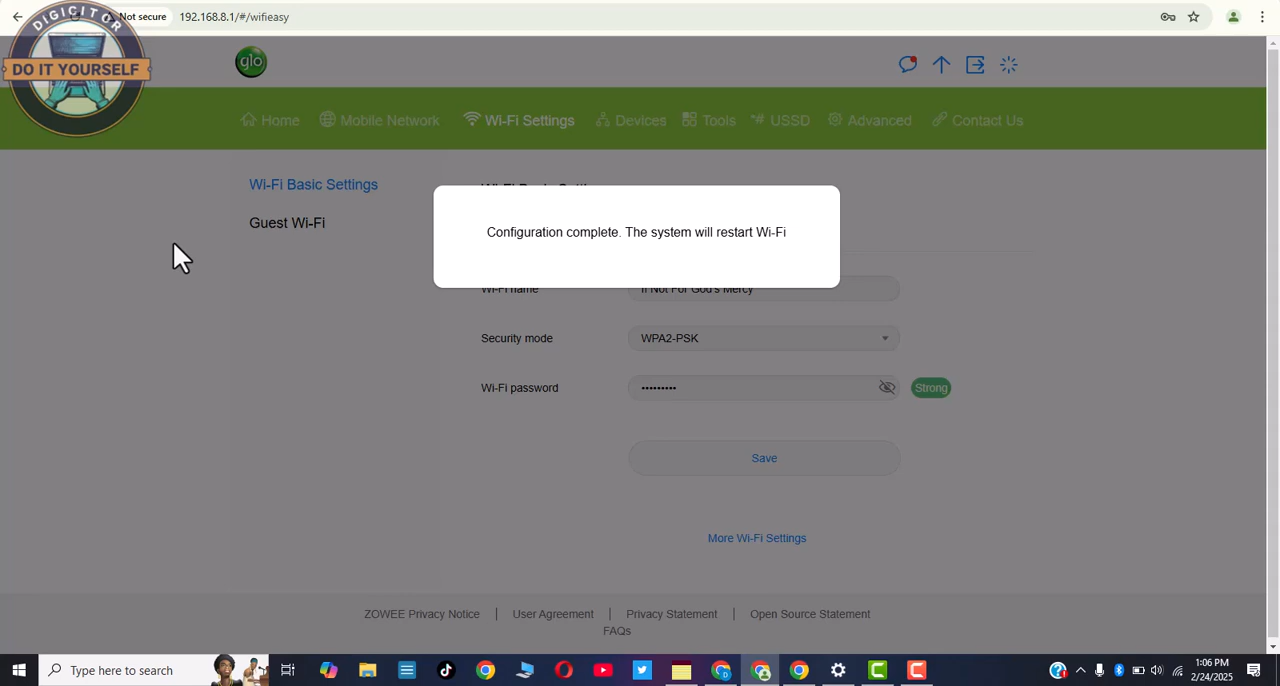 Not secure 192.168.8.1/#/wifieasy
DIGICITOR
DO IT YOURSELF
glo
Home Mobile Network Wi-Fi Settings Devices Tools USSD Advanced Contact Us
Wi-Fi Basic Settings
Guest Wi-Fi
Configuration complete. The system will restart Wi-Fi
Wi-Fi name If Not For God's Mercy
Security mode WPA2-PSK
Wi-Fi password ••••••••• Strong
Save
More Wi-Fi Settings
ZOWEE Privacy Notice | User Agreement | Privacy Statement | Open Source Statement
FAQs
Type here to search
1:06 PM
2/24/2025